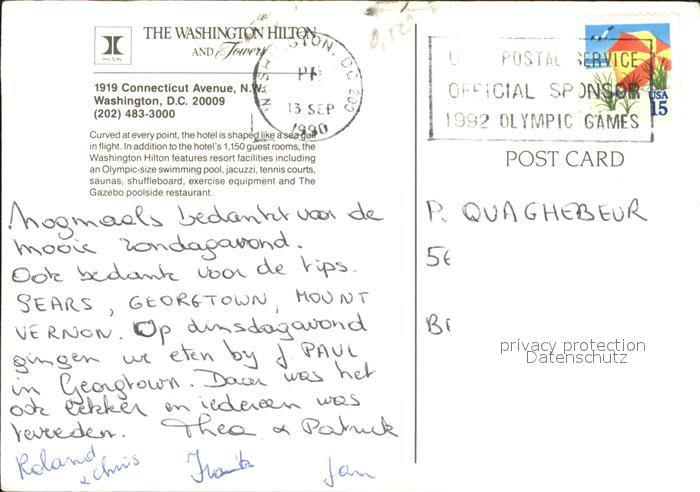 THE WASHINGTON HILTON
AND Towers
HILTON
1919 Connecticut Avenue, N.W.
Washington, D.C. 20009
(202) 483-3000
Curved at every point, the hotel is shaped like a sea gull
in flight. In addition to the hotel's 1,150 guest rooms, the
Washington Hilton features resort facilities including
an Olympic-size swimming pool, jacuzzi, tennis courts,
saunas, shuffleboard, exercise equipment and The
Gazebo poolside restaurant.
WASHINGTON, DC 200
PM
13 SEP
1990
U POSTAL SERVICE
OFFICIAL SPONSOR
1992 OLYMPIC GAMES
USA
15
POST CARD
Nogmaals bedankt voor de
mooie zondagavond.
Ook bedankt voor de tips.
SEARS, GEORGTOWN, MOUNT
VERNON. Op dinsdagavond
gingen we eten by J PAUL
in Georgtown. Daar was het
ook lekker en iedereen was
tevreden. Thea & Patrick
Roland
& Chris
Jan
P. QUAGHEBEUR
5
B
privacy protection
Datenschutz